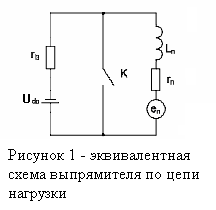 Lп
rв
K
rп
Udo
eп
Рисунок 1 - эквивалентная
схема выпрямителя по цепи
нагрузки